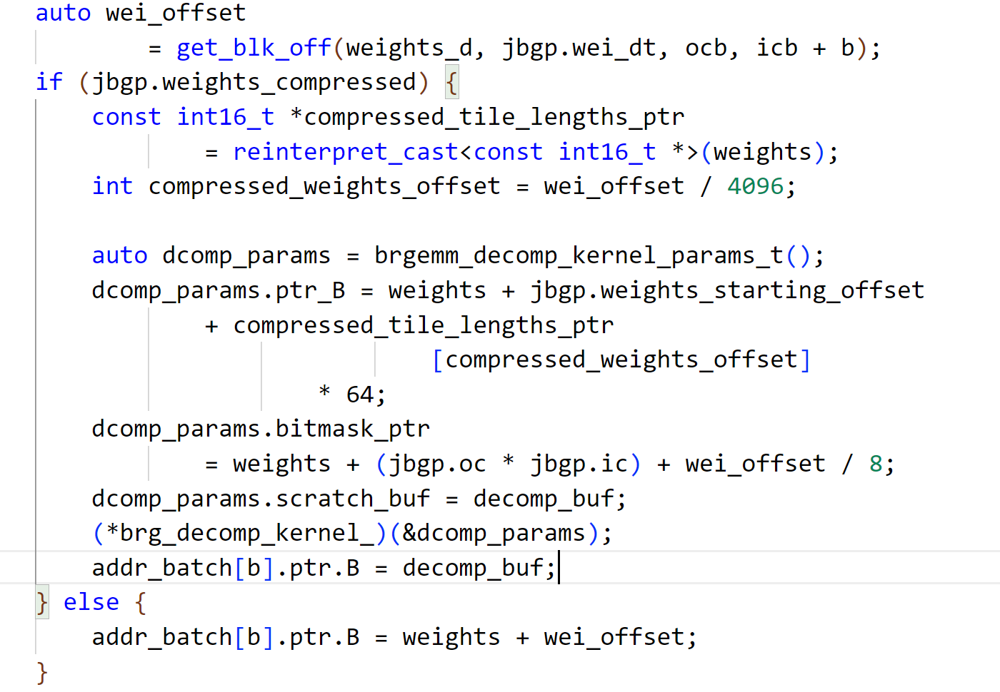 auto wei_offset
= get_blk_off(weights_d, jbgp.wei_dt, ocb, icb + b);
if (jbgp.weights_compressed) {
const int16_t *compressed_tile_lengths_ptr
= reinterpret_cast<const int16_t *>(weights);
int compressed_weights_offset = wei_offset / 4096;
auto dcomp_params = brgemm_decomp_kernel_params_t();
dcomp_params.ptr_B = weights + jbgp.weights_starting_offset
+ compressed_tile_lengths_ptr
[compressed_weights_offset]
* 64;
dcomp_params.bitmask_ptr
= weights + (jbgp.oc * jbgp.ic) + wei_offset / 8;
dcomp_params.scratch_buf = decomp_buf;
(*brg_decomp_kernel_)(&dcomp_params);
addr_batch[b].ptr.B = decomp_buf;
} else {
addr_batch[b].ptr.B = weights + wei_offset;
}